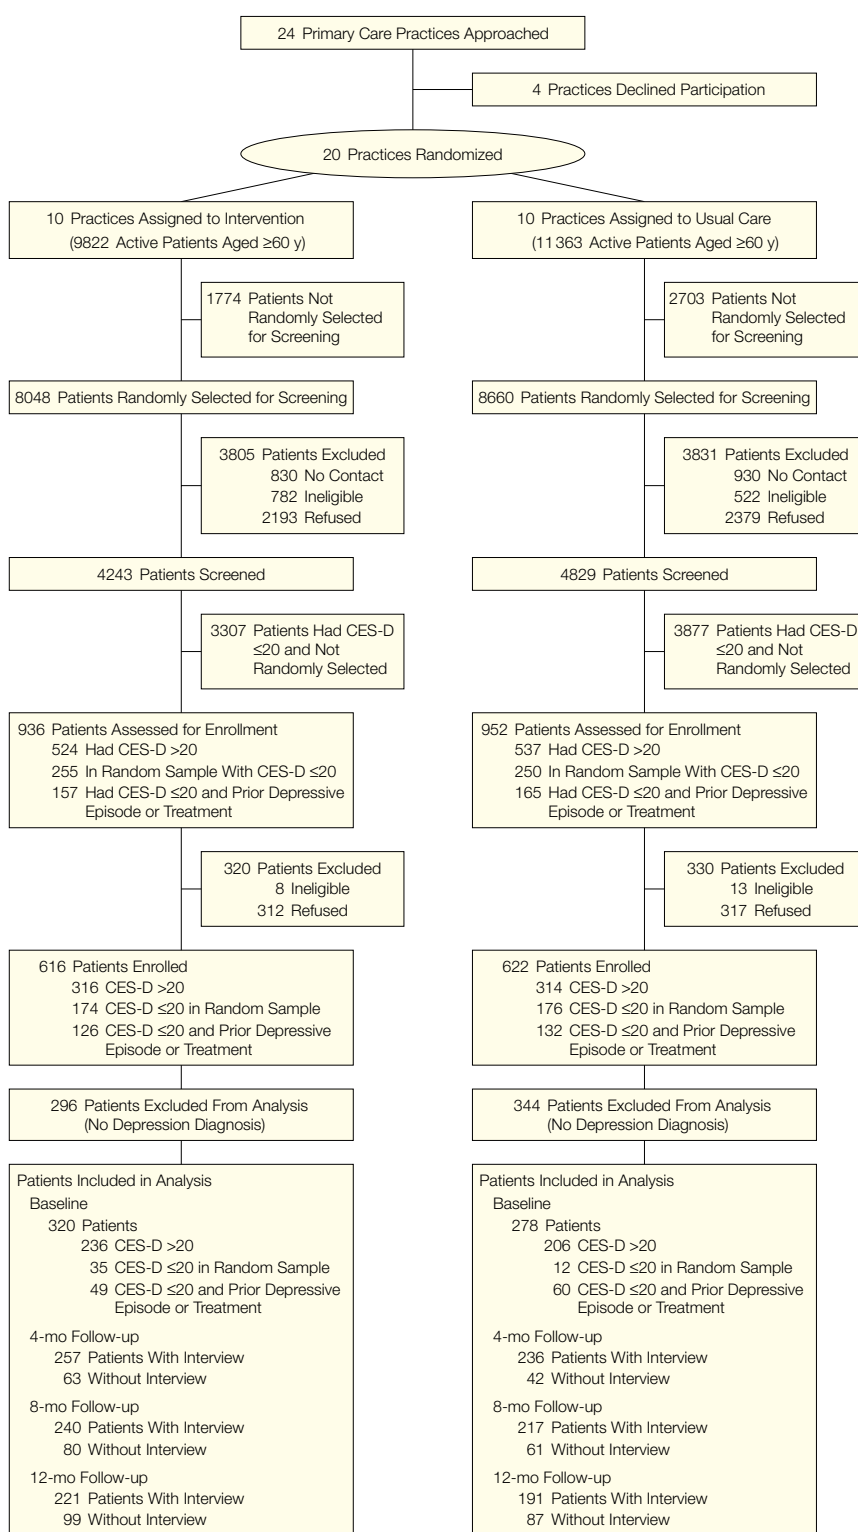 24 Primary Care Practices Approached
4 Practices Declined Participation
20 Practices Randomized
10 Practices Assigned to Intervention
(9822 Active Patients Aged ≥60 y)
1774 Patients Not
Randomly Selected
for Screening
8048 Patients Randomly Selected for Screening
3805 Patients Excluded
830 No Contact
782 Ineligible
2193 Refused
4243 Patients Screened
3307 Patients Had CES-D
≤20 and Not
Randomly Selected
936 Patients Assessed for Enrollment
524 Had CES-D >20
255 In Random Sample With CES-D ≤20
157 Had CES-D ≤20 and Prior Depressive
Episode or Treatment
320 Patients Excluded
8 Ineligible
312 Refused
616 Patients Enrolled
316 CES-D >20
174 CES-D ≤20 in Random Sample
126 CES-D ≤20 and Prior Depressive
Episode or Treatment
296 Patients Excluded From Analysis
(No Depression Diagnosis)
Patients Included in Analysis
Baseline
320 Patients
236 CES-D >20
35 CES-D ≤20 in Random Sample
49 CES-D ≤20 and Prior Depressive
Episode or Treatment
4-mo Follow-up
257 Patients With Interview
63 Without Interview
8-mo Follow-up
240 Patients With Interview
80 Without Interview
12-mo Follow-up
221 Patients With Interview
99 Without Interview
10 Practices Assigned to Usual Care
(11 363 Active Patients Aged ≥60 y)
2703 Patients Not
Randomly Selected
for Screening
8660 Patients Randomly Selected for Screening
3831 Patients Excluded
930 No Contact
522 Ineligible
2379 Refused
4829 Patients Screened
3877 Patients Had CES-D
≤20 and Not
Randomly Selected
952 Patients Assessed for Enrollment
537 Had CES-D >20
250 In Random Sample With CES-D ≤20
165 Had CES-D ≤20 and Prior Depressive
Episode or Treatment
330 Patients Excluded
13 Ineligible
317 Refused
622 Patients Enrolled
314 CES-D >20
176 CES-D ≤20 in Random Sample
132 CES-D ≤20 and Prior Depressive
Episode or Treatment
344 Patients Excluded From Analysis
(No Depression Diagnosis)
Patients Included in Analysis
Baseline
278 Patients
206 CES-D >20
12 CES-D ≤20 in Random Sample
60 CES-D ≤20 and Prior Depressive
Episode or Treatment
4-mo Follow-up
236 Patients With Interview
42 Without Interview
8-mo Follow-up
217 Patients With Interview
61 Without Interview
12-mo Follow-up
191 Patients With Interview
87 Without Interview